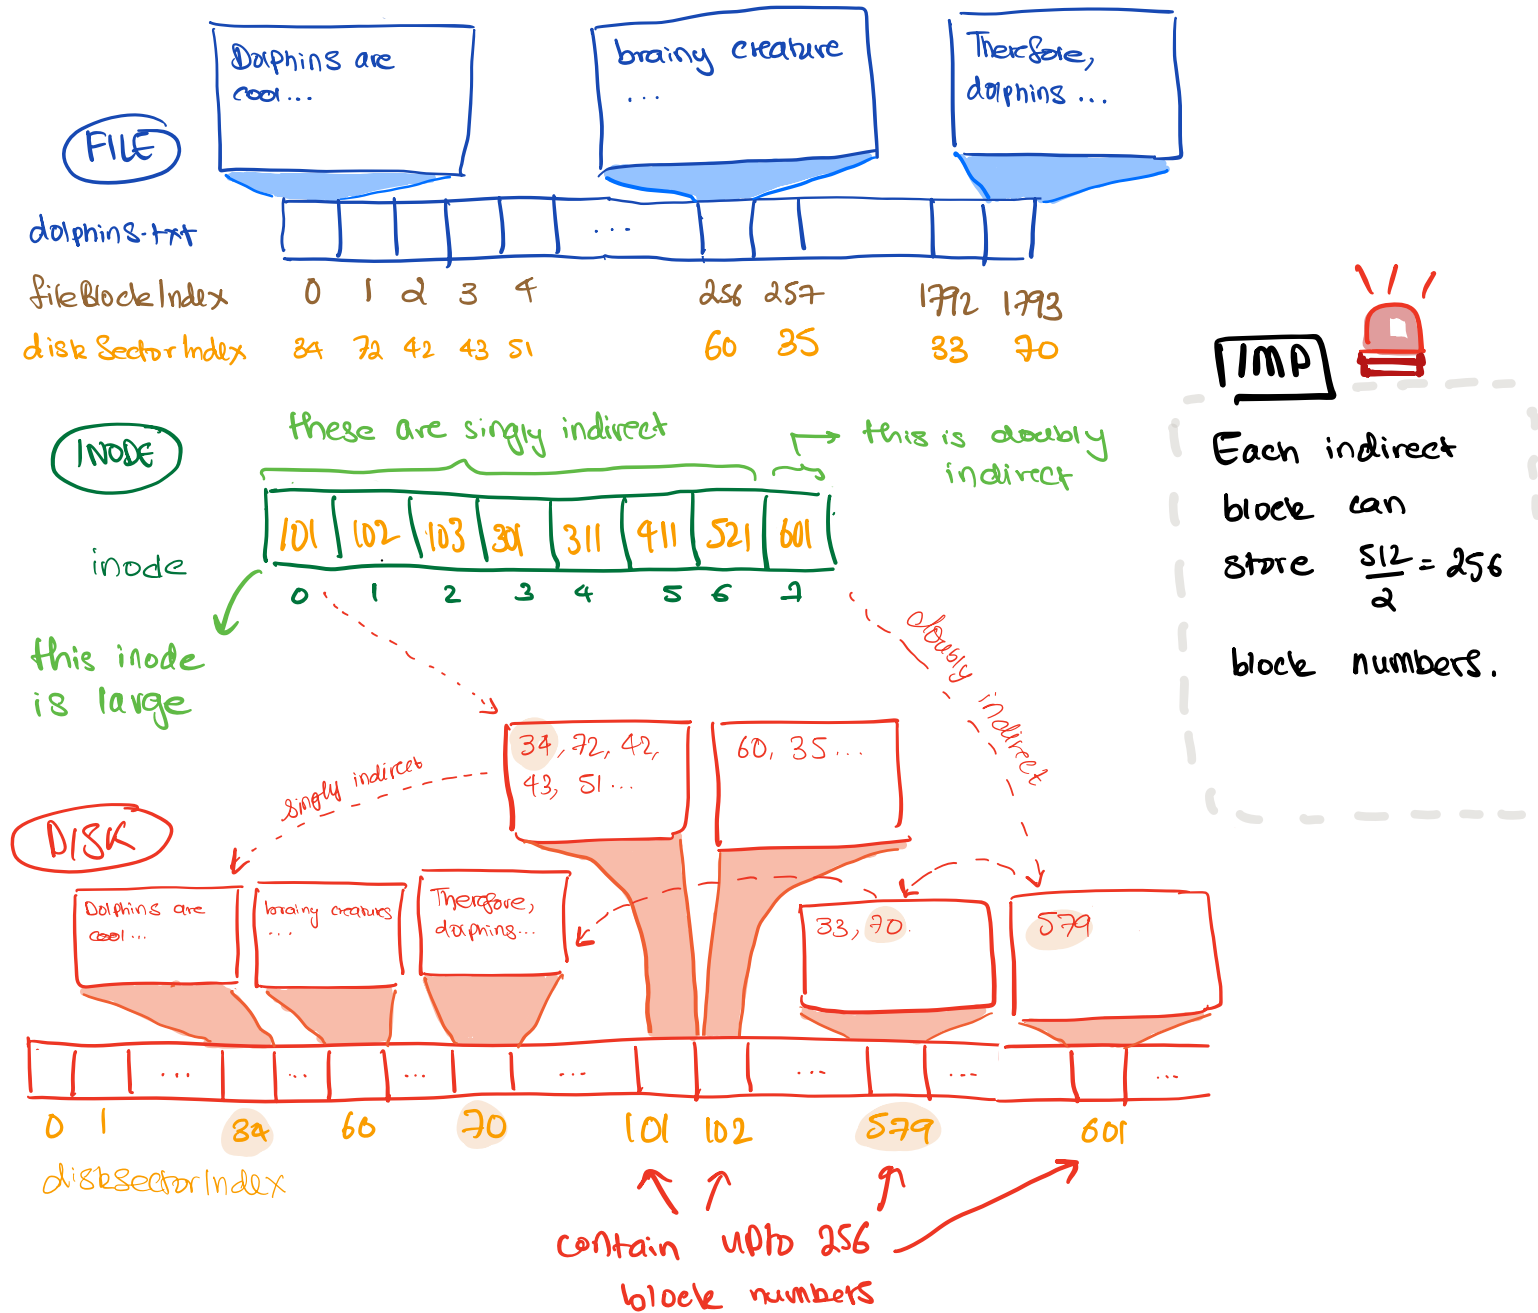 Dolphins are
cool...
brainy creature
...
Therefore,
dolphins...
FILE
dolphins.txt
...
fileBlockIndex 0 1 2 3 4 256 257 1792 1793
diskSectorIndex 34 72 42 43 51 60 35 33 70
IMP
Each indirect
block can
store 512/2 = 256
block numbers.
INODE
these are singly indirect
this is doubly
indirect
inode
101 102 103 301 311 411 521 601
0 1 2 3 4 5 6 7
this inode
is large
doubly indirect
34, 72, 42,
43, 51...
60, 35...
singly indirect
DISK
Dolphins are
cool...
brainy creatures
...
Therefore,
dolphins...
33, 70
579
... ... ... ... ... ... ...
0 1 34 60 70 101 102 579 601
diskSectorIndex
contain upto 256
block numbers